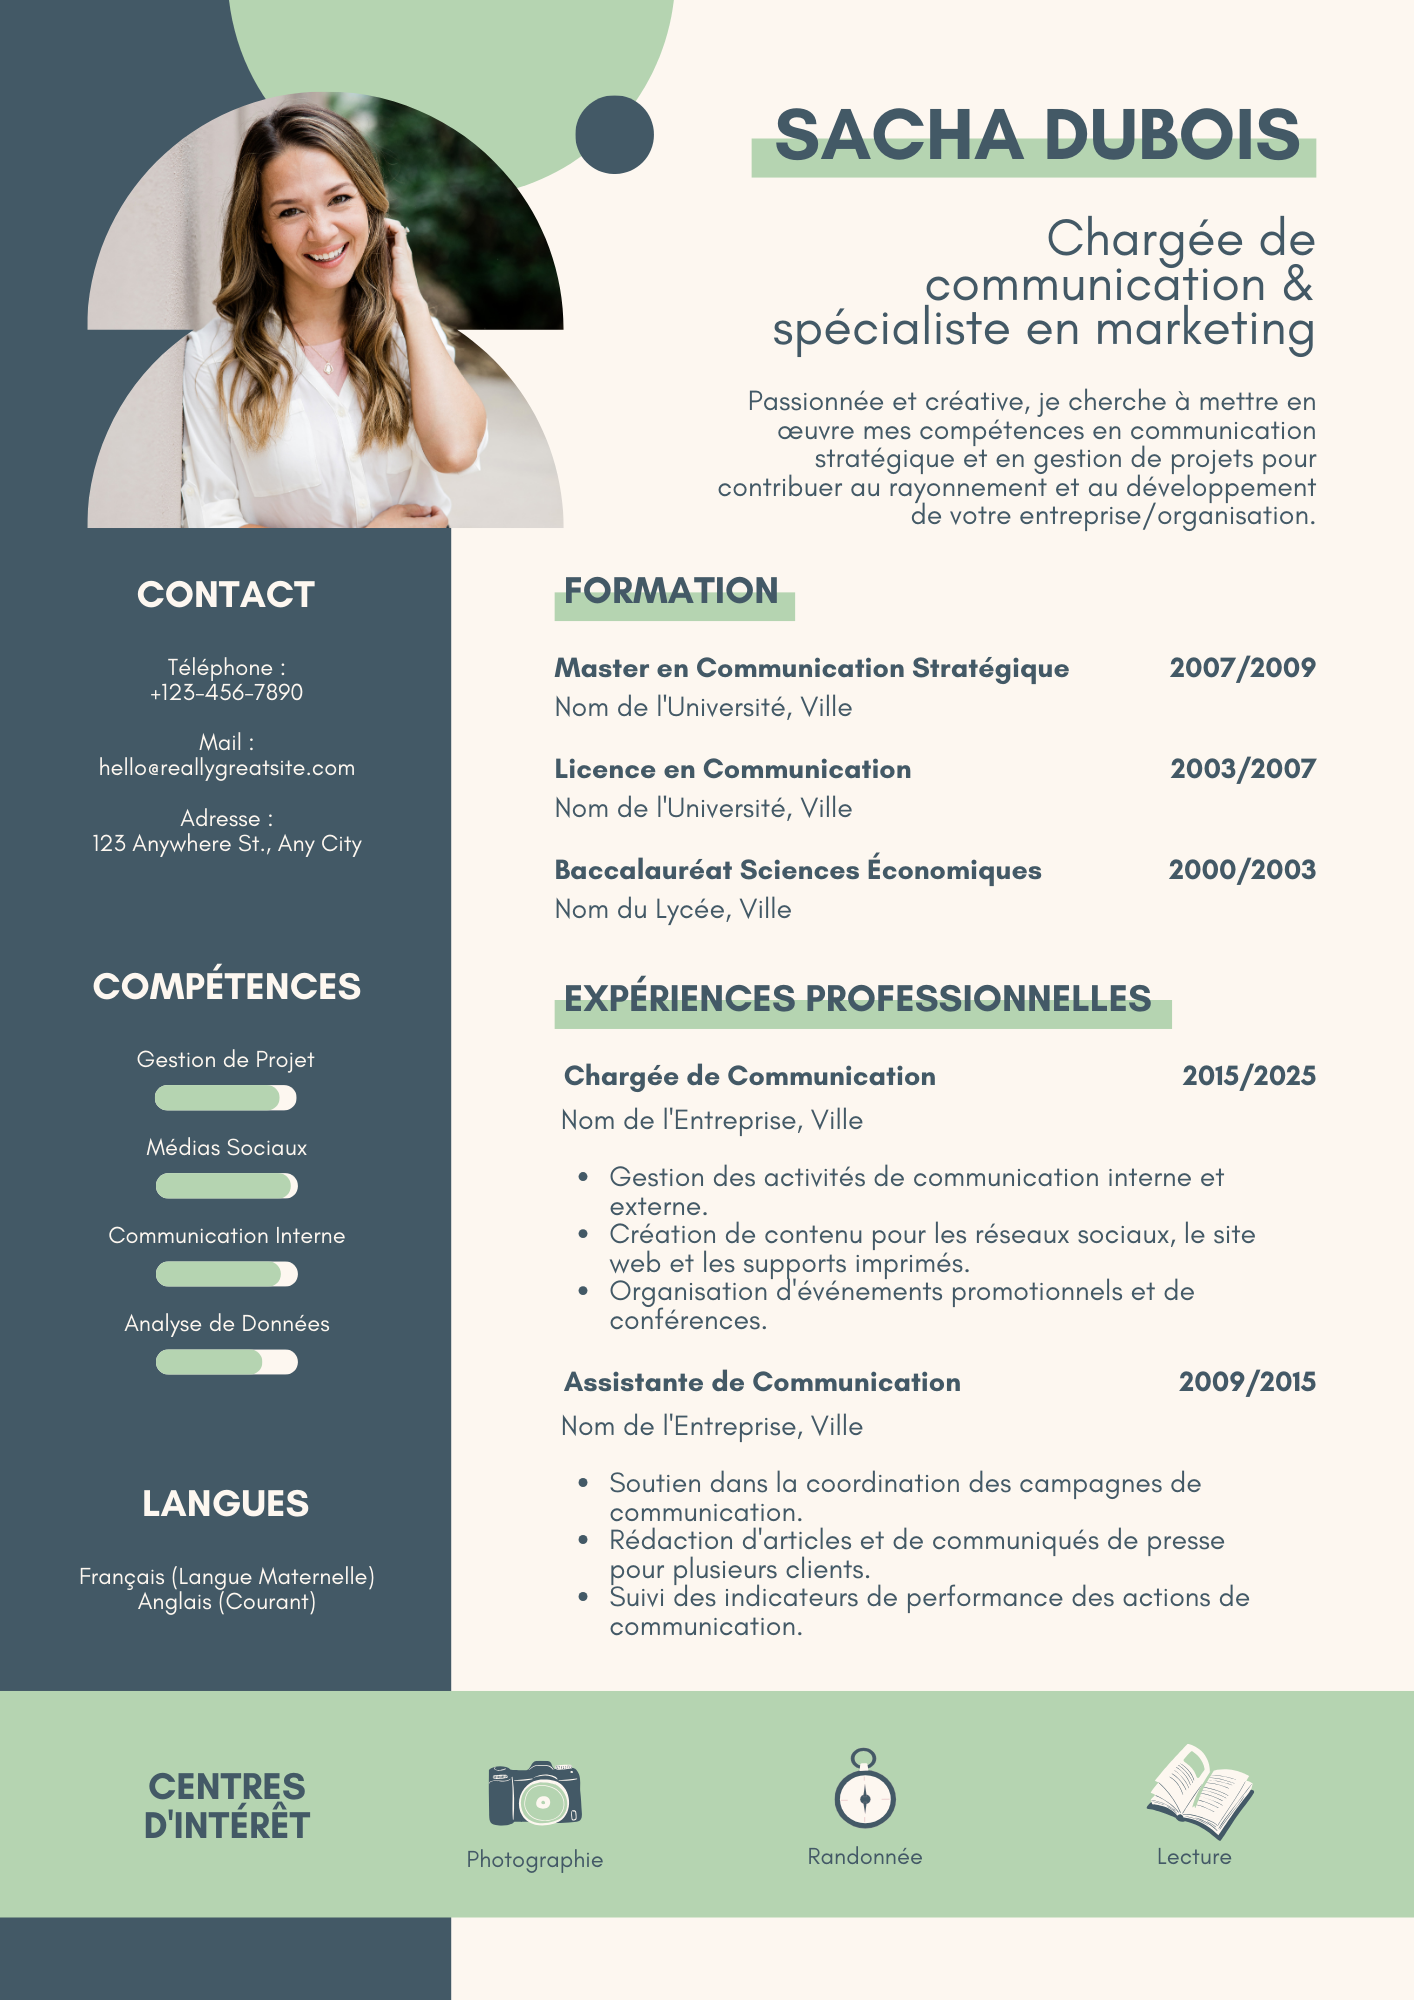 SACHA DUBOIS
Chargée de
communication &
spécialiste en marketing
Passionnée et créative, je cherche à mettre en
œuvre mes compétences en communication
stratégique et en gestion de projets pour
contribuer au rayonnement et au développement
de votre entreprise/organisation.
CONTACT
Téléphone :
+123-456-7890
Mail :
hello@reallygreatsite.com
Adresse :
123 Anywhere St., Any City
COMPÉTENCES
Gestion de Projet
Médias Sociaux
Communication Interne
Analyse de Données
LANGUES
Français (Langue Maternelle)
Anglais (Courant)
FORMATION
Master en Communication Stratégique 2007/2009
Nom de l'Université, Ville
Licence en Communication 2003/2007
Nom de l'Université, Ville
Baccalauréat Sciences Économiques 2000/2003
Nom du Lycée, Ville
EXPÉRIENCES PROFESSIONNELLES
Chargée de Communication 2015/2025
Nom de l'Entreprise, Ville
• Gestion des activités de communication interne et
externe.
• Création de contenu pour les réseaux sociaux, le site
web et les supports imprimés.
• Organisation d'événements promotionnels et de
conférences.
Assistante de Communication 2009/2015
Nom de l'Entreprise, Ville
• Soutien dans la coordination des campagnes de
communication.
• Rédaction d'articles et de communiqués de presse
pour plusieurs clients.
• Suivi des indicateurs de performance des actions de
communication.
CENTRES
D'INTÉRÊT
Photographie
Randonnée
Lecture